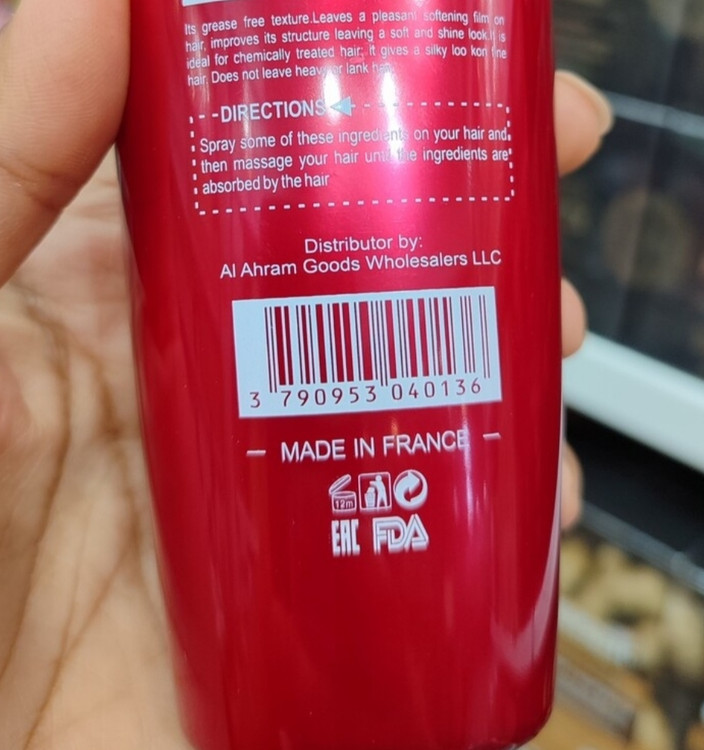 Its grease free texture.Leaves a pleasant softening film on
hair, improves its structure leaving a soft and shine look.It is
ideal for chemically treated hair; it gives a silky loo kon the
hair. Does not leave heavy or lank hair
DIRECTIONS
Spray some of these ingredients on your hair and
then massage your hair until the ingredients are
absorbed by the hair
Distributor by:
Al Ahram Goods Wholesalers LLC
3 790953 040136
— MADE IN FRANCE —
12m
EAC FDA